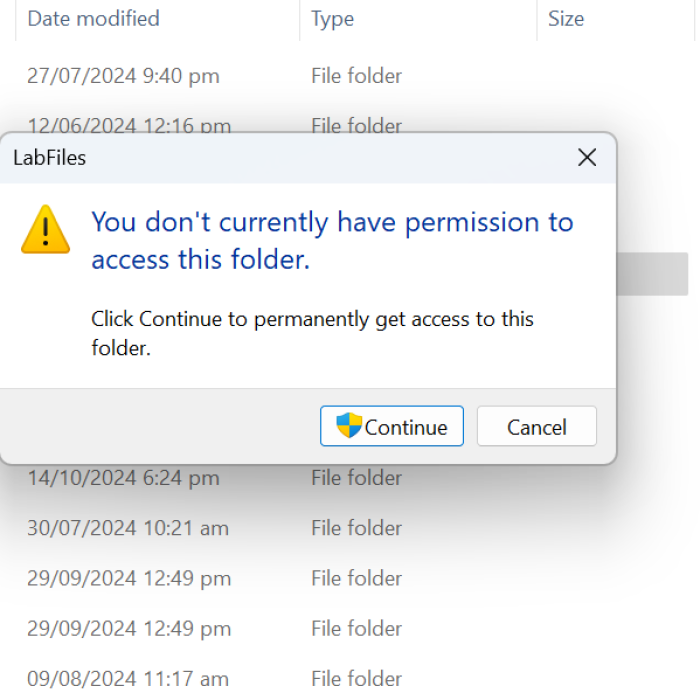 Date modified Type Size
27/07/2024 9:40 pm File folder
12/06/2024 12:16 pm File folder
LabFiles
You don't currently have permission to
access this folder.
Click Continue to permanently get access to this
folder.
Continue Cancel
14/10/2024 6:24 pm File folder
30/07/2024 10:21 am File folder
29/09/2024 12:49 pm File folder
29/09/2024 12:49 pm File folder
09/08/2024 11:17 am File folder